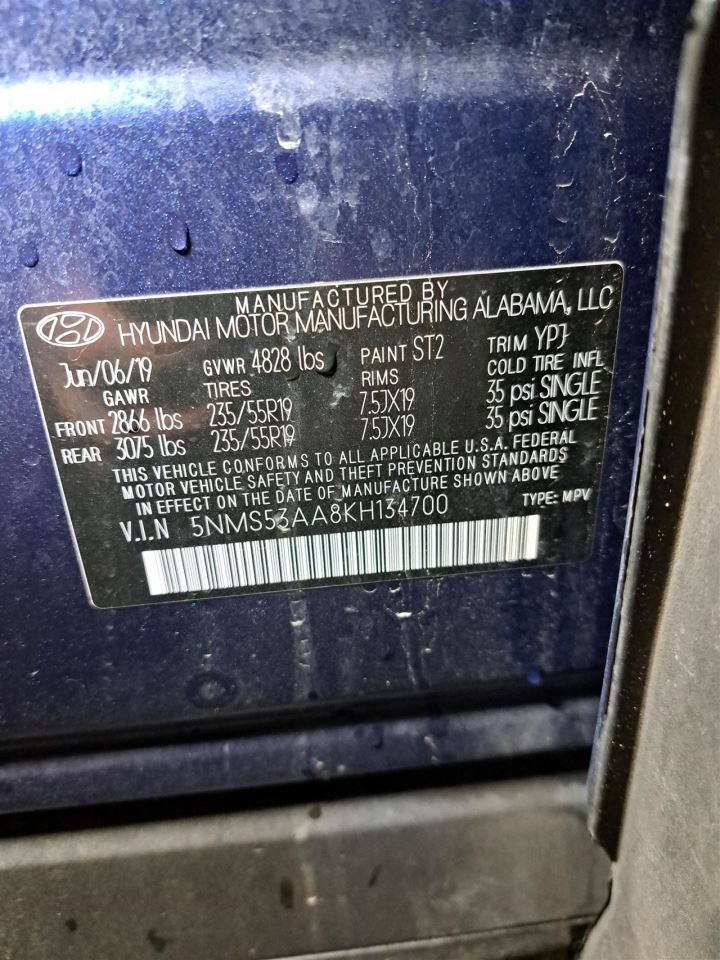 MANUFACTURED BY
HYUNDAI MOTOR MANUFACTURING ALABAMA, LLC
Jun/06/19 GVWR 4828 lbs PAINT ST2 TRIM YPJ
GAWR TIRES RIMS COLD TIRE INFL
FRONT 2866 lbs 235/55R19 7.5JX19 35 psi SINGLE
REAR 3075 lbs 235/55R19 7.5JX19 35 psi SINGLE
THIS VEHICLE CONFORMS TO ALL APPLICABLE U.S.A. FEDERAL
MOTOR VEHICLE SAFETY AND THEFT PREVENTION STANDARDS
IN EFFECT ON THE DATE OF MANUFACTURE SHOWN ABOVE
V.I.N 5NMS53AA8KH134700 TYPE: MPV